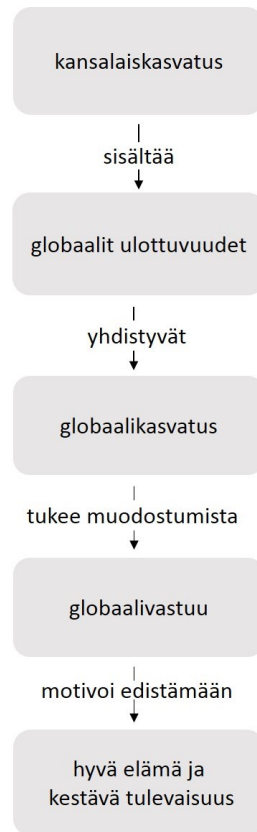 kansalaiskasvatus
sisältää
globaalit ulottuvuudet
yhdistyvät
globaalikasvatus
tukee muodostumista
globaalivastuu
motivoi edistämään
hyvä elämä ja
kestävä tulevaisuus